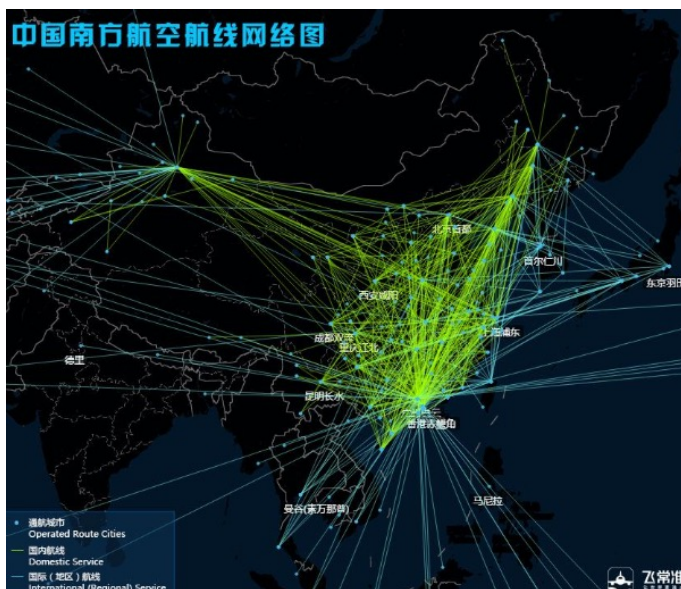 中国南方航空航线网络图
北京首都
首尔仁川
东京羽田
西安咸阳
上海浦东
成都双流
重庆江北
德里
昆明长水
香港赤鱲角
曼谷(素万那普)
马尼拉
通航城市
Operated Route Cities
国内航线
Domestic Service
国际（地区）航线
International (Regional) Service
飞常准